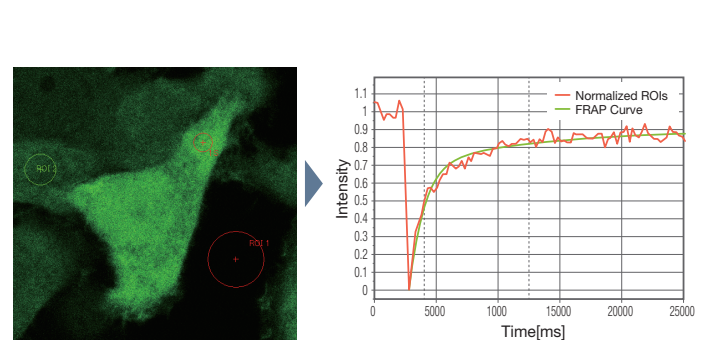 ROI 2
ROI 1
Normalized ROIs
FRAP Curve
Intensity
1.1
1
0.9
0.8
0.7
0.6
0.5
0.4
0.3
0.2
0.1
0
0 5000 10000 15000 20000 25000
Time[ms]